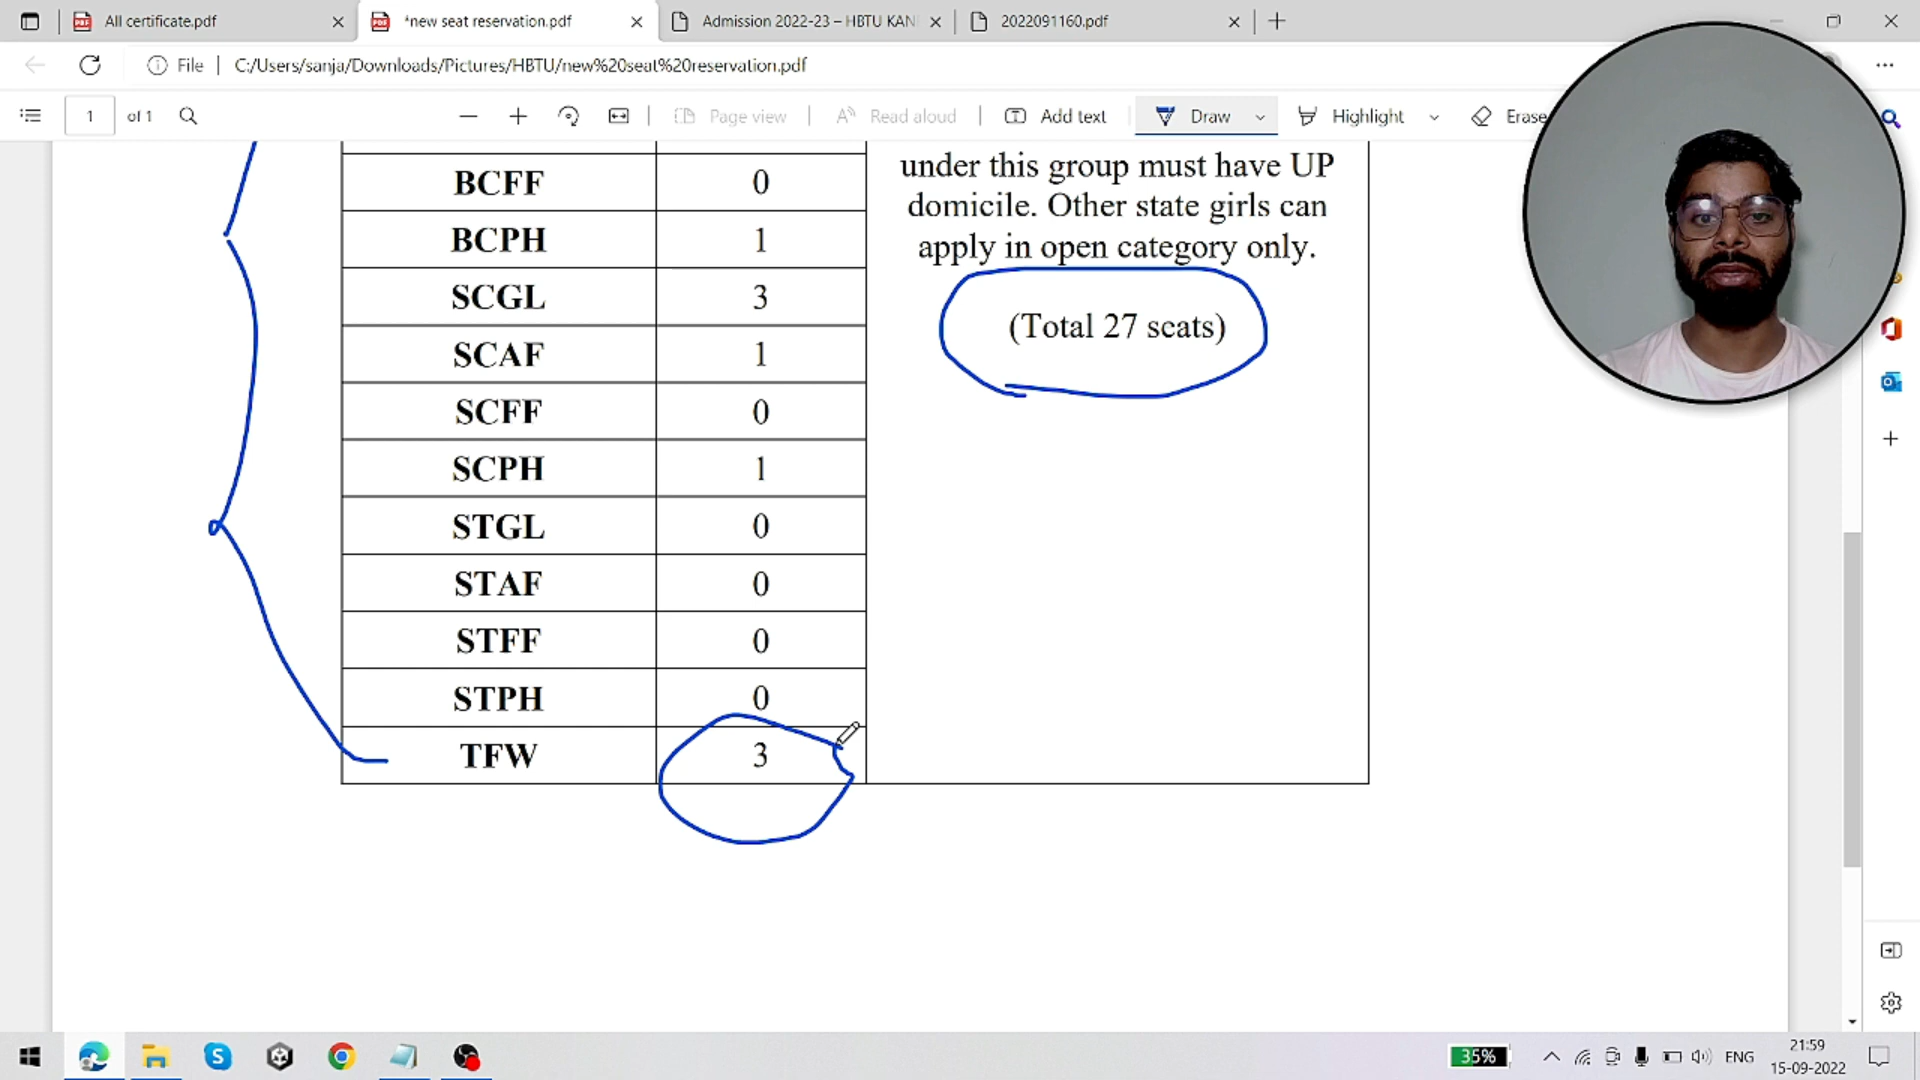 All certificate.pdf
*new seat reservation.pdf
Admission 2022-23 – HBTU KAN
2022091160.pdf
File
C:/Users/sanja/Downloads/Pictures/HBTU/new%20seat%20reservation.pdf
1 of 1
Page view
Read aloud
Add text
Draw
Highlight
Erase
under this group must have UP
domicile. Other state girls can
apply in open category only.
(Total 27 seats)
BCFF 0
BCPH 1
SCGL 3
SCAF 1
SCFF 0
SCPH 1
STGL 0
STAF 0
STFF 0
STPH 0
TFW 3
35%
ENG
21:59
15-09-2022